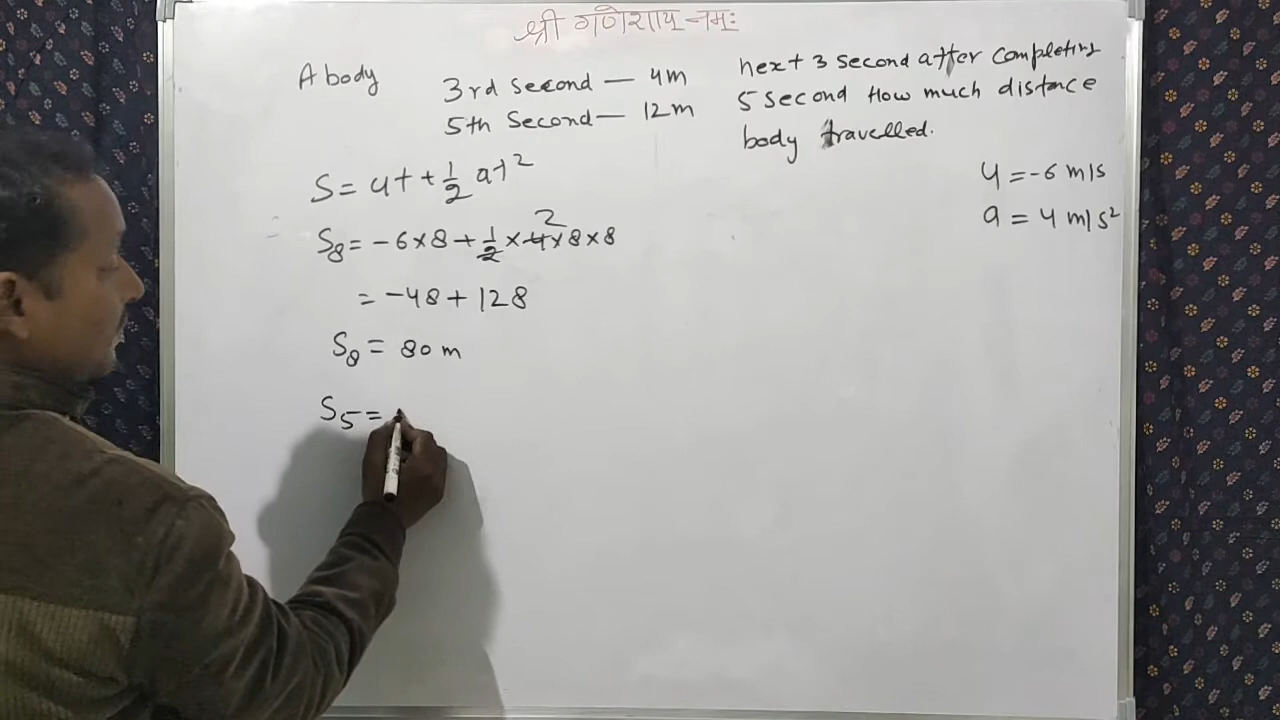 श्री गणेशाय नमः
A body
3rd second — 4m
5th second — 12m
next 3 second after completing
5 second How much distance
body travelled.
u = -6 m/s
a = 4 m/s²
S = ut + 1/2 at²
S₈ = -6×8 + 1/2 × 4 × 8 × 8
2
= -48 + 128
S₈ = 80 m
S₅ =